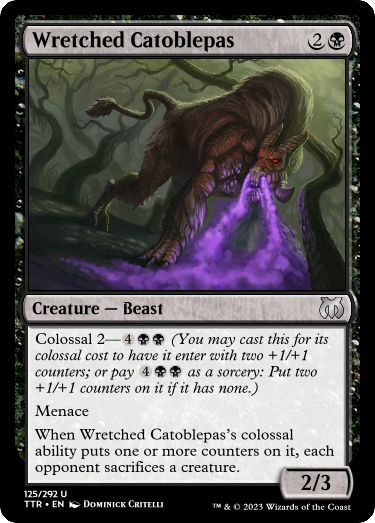 Wretched Catoblepas 2
Creature — Beast
Colossal 2—4 (You may cast this for its
colossal cost to have it enter with two +1/+1
counters; or pay 4 as a sorcery: Put two
+1/+1 counters on it if it has none.)
Menace
When Wretched Catoblepas's colossal
ability puts one or more counters on it, each
opponent sacrifices a creature.
2/3
125/292 U
TTR • EN Dominick Critelli
™ & © 2023 Wizards of the Coast